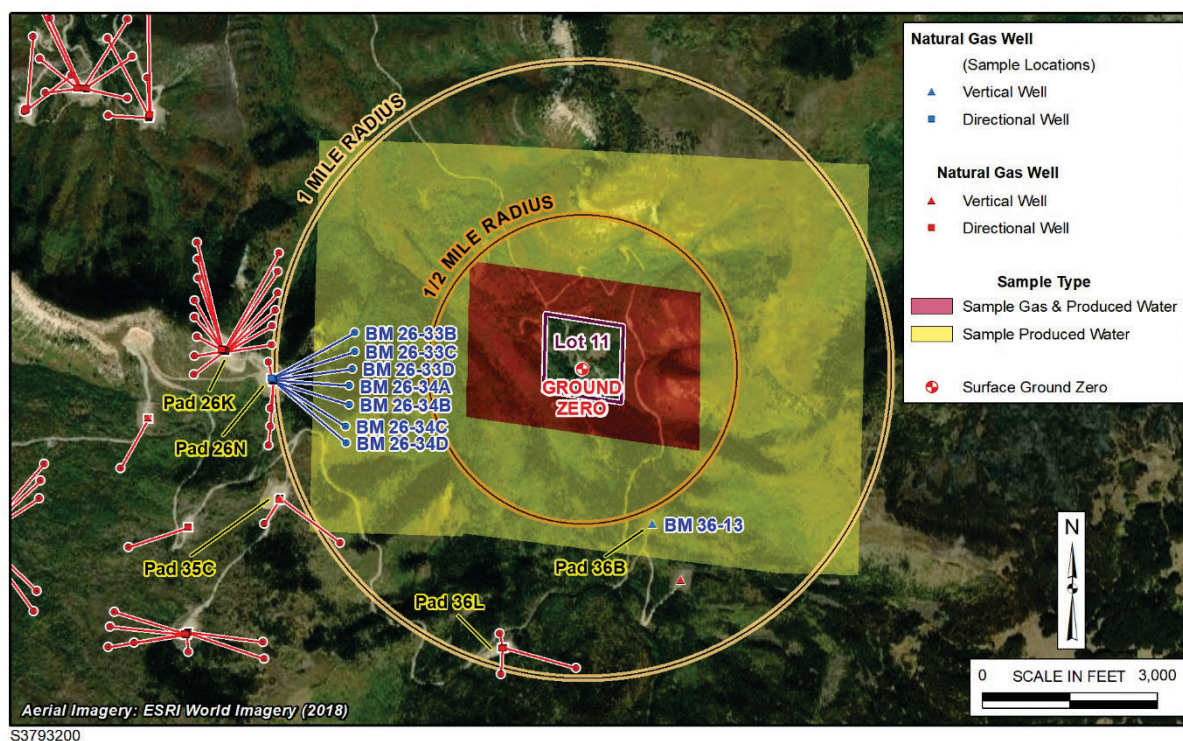 1 MILE RADIUS
1/2 MILE RADIUS
Lot 11
GROUND
ZERO
BM 26-33B
BM 26-33C
BM 26-33D
BM 26-34A
BM 26-34B
BM 26-34C
BM 26-34D
Pad 26K
Pad 26N
Pad 35C
Pad 36L
Pad 36B
BM 36-13
Natural Gas Well
(Sample Locations)
Vertical Well
Directional Well
Natural Gas Well
Vertical Well
Directional Well
Sample Type
Sample Gas & Produced Water
Sample Produced Water
Surface Ground Zero
N
0 SCALE IN FEET 3,000
Aerial Imagery: ESRI World Imagery (2018)
S3793200